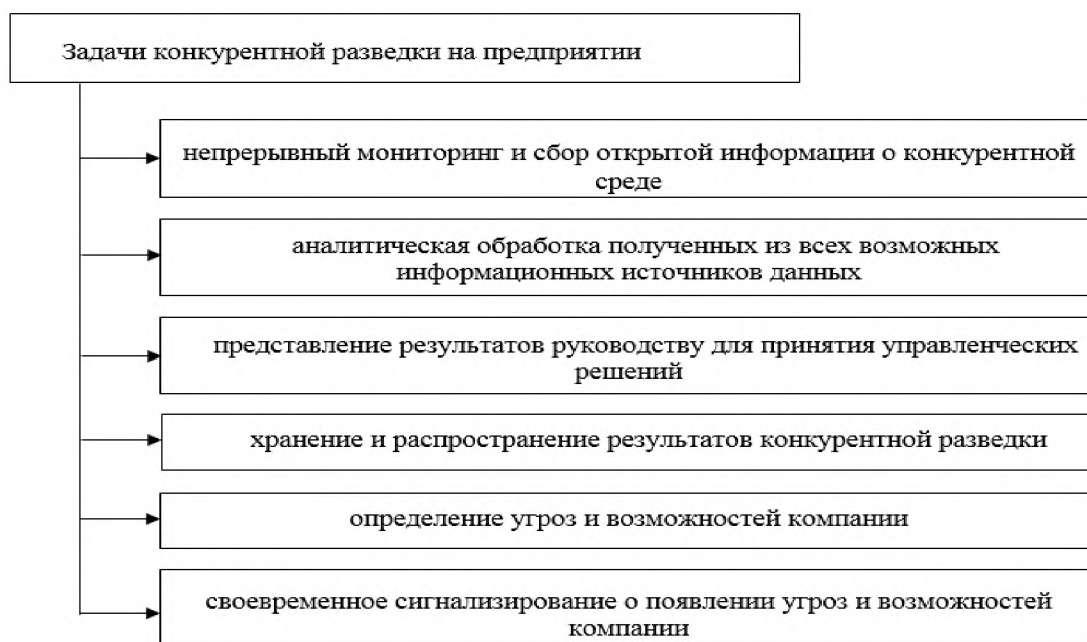 Задачи конкурентной разведки на предприятии
непрерывный мониторинг и сбор открытой информации о конкурентной
среде
аналитическая обработка полученных из всех возможных
информационных источников данных
представление результатов руководству для принятия управленческих
решений
хранение и распространение результатов конкурентной разведки
определение угроз и возможностей компании
своевременное сигнализирование о появлении угроз и возможностей
компании